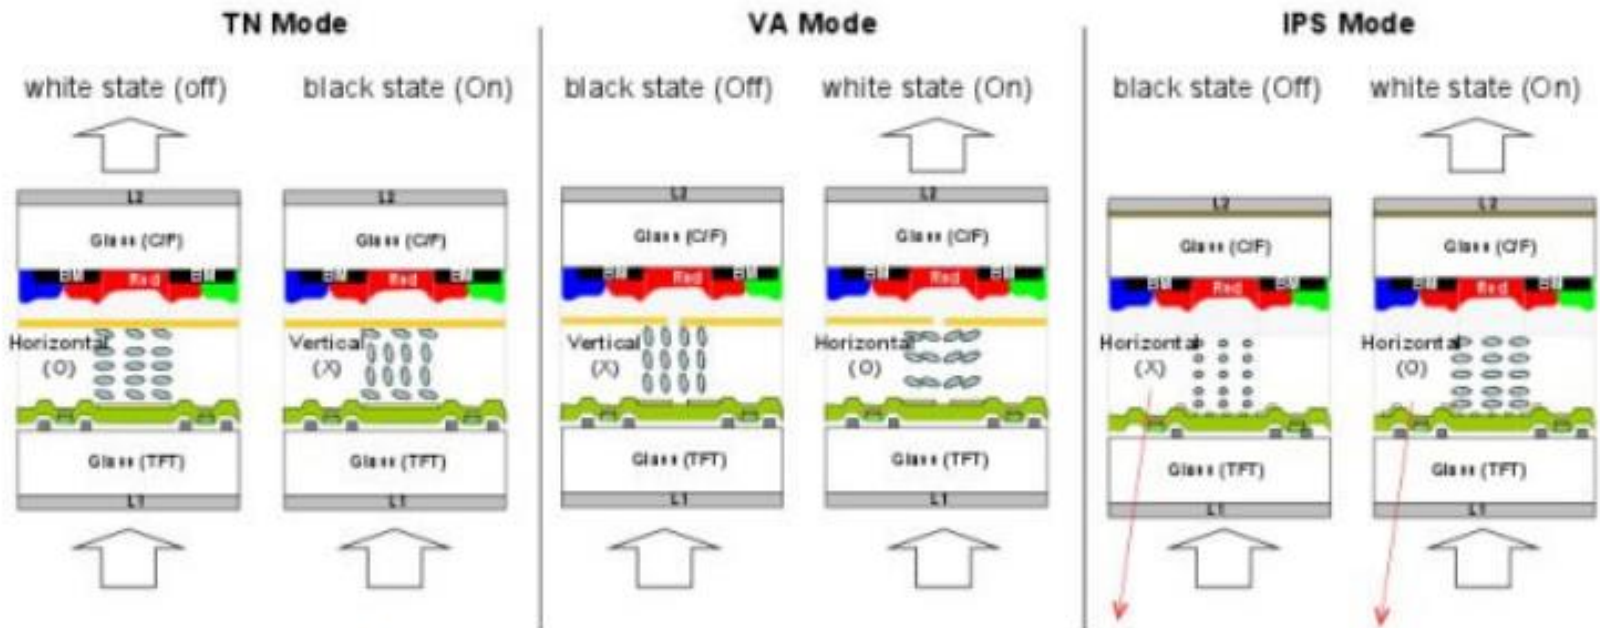 TN Mode
VA Mode
IPS Mode
white state (off)
black state (On)
black state (Off)
white state (On)
black state (Off)
white state (On)
L2
L2
L2
L2
L2
L2
Glass (C/F)
Glass (C/F)
Glass (C/F)
Glass (C/F)
Glass (C/F)
Glass (C/F)
BM Red BM
BM Red BM
BM Red BM
BM Red BM
BM Red BM
BM Red BM
Horizontal
(O)
Vertical
(X)
Vertical
(X)
Horizontal
(O)
Horizontal
(X)
Horizontal
(O)
Glass (TFT)
Glass (TFT)
Glass (TFT)
Glass (TFT)
Glass (TFT)
Glass (TFT)
L1
L1
L1
L1
L1
L1